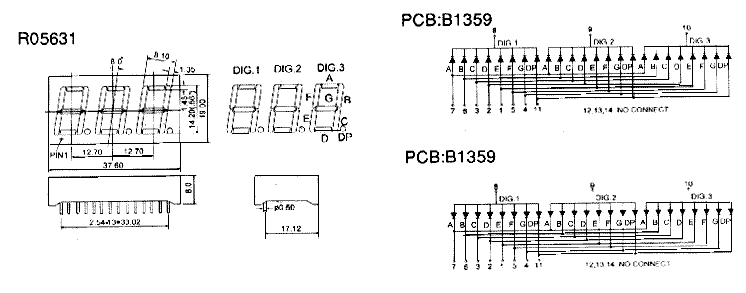 R05631
8.0
8.10
1.35
DIG.1 DIG.2 DIG.3
A
F B
G
E C
D DP
14.20(.56")
19.00
PIN1
12.70 12.70
37.60
2.54*13=33.02
8.0
ø0.50
17.12
PCB:B1359
8 9 10
DIG.1 DIG.2 DIG.3
A B C D E F G DP A B C D E F G DP A B C D E F G DP
7 6 3 2 1 5 4 11 12,13,14 NO CONNECT
PCB:B1359
8 9 10
DIG.1 DIG.2 DIG.3
A B C D E F G DP A B C D E F G DP A B C D E F G DP
7 6 3 2 1 5 4 11 12,13,14 NO CONNECT